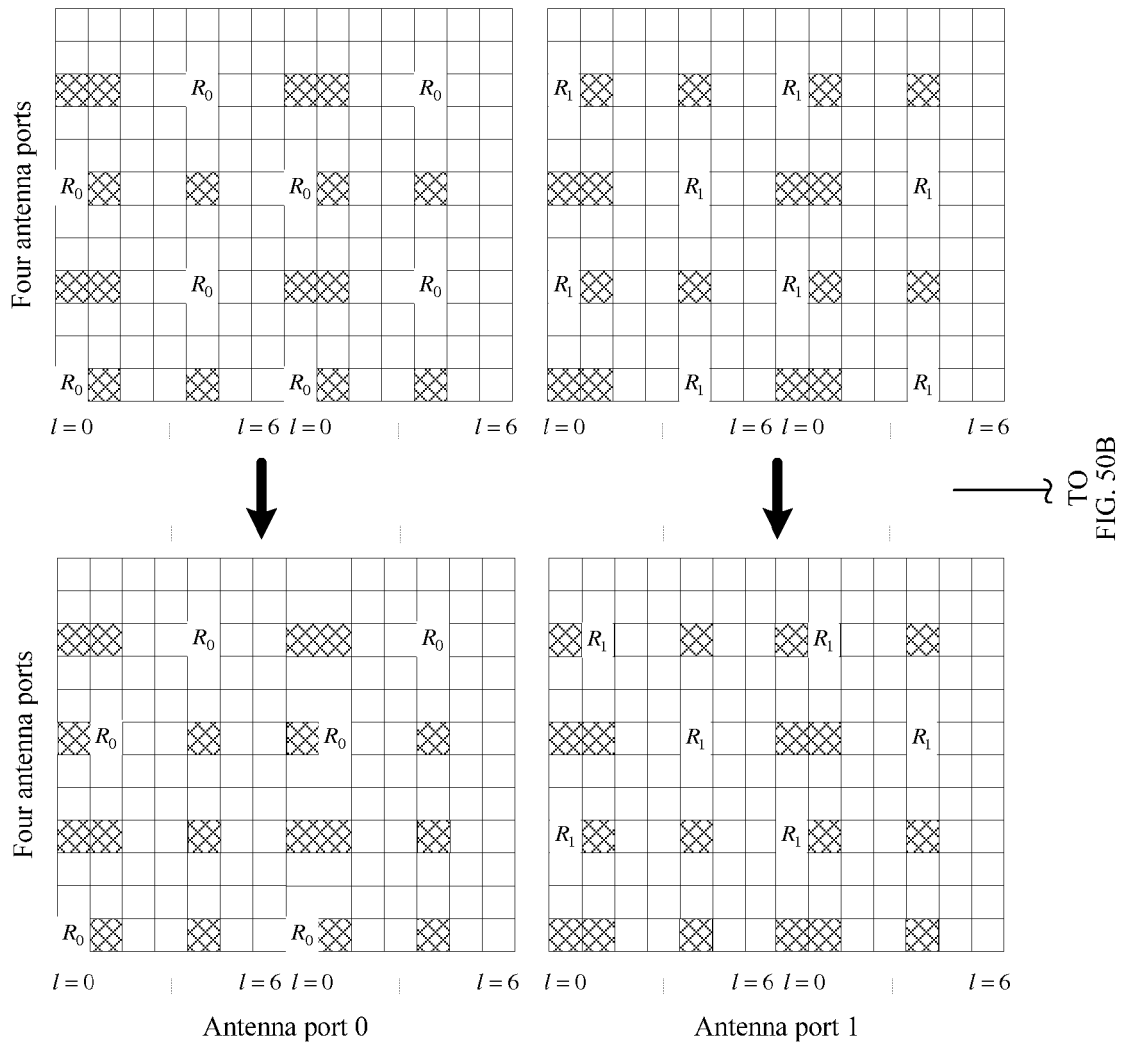 Four antenna ports
R0 R0 R1 R1
R0 R0 R1 R1
R0 R0 R1 R1
R0 R0 R1 R1
l = 0 l = 6 l = 0 l = 6 l = 0 l = 6 l = 0 l = 6
TO
FIG. 50B
Four antenna ports
R0 R0 R1 R1
R0 R0 R1 R1
R1 R1
R0 R0
l = 0 l = 6 l = 0 l = 6 l = 0 l = 6 l = 0 l = 6
Antenna port 0 Antenna port 1